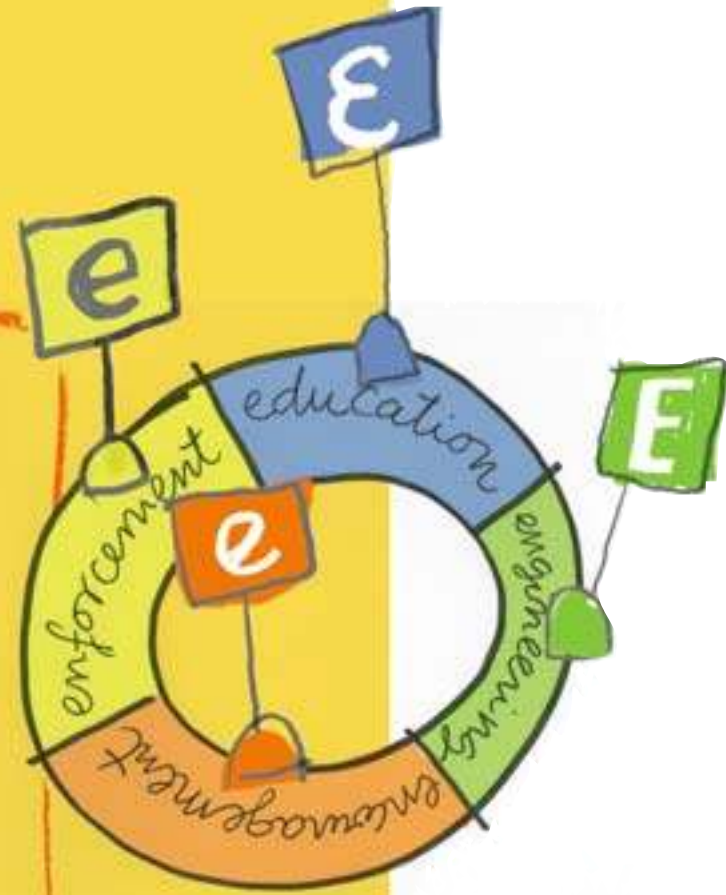 ε
e
E
e
education
engineering
encouragement
enforcement